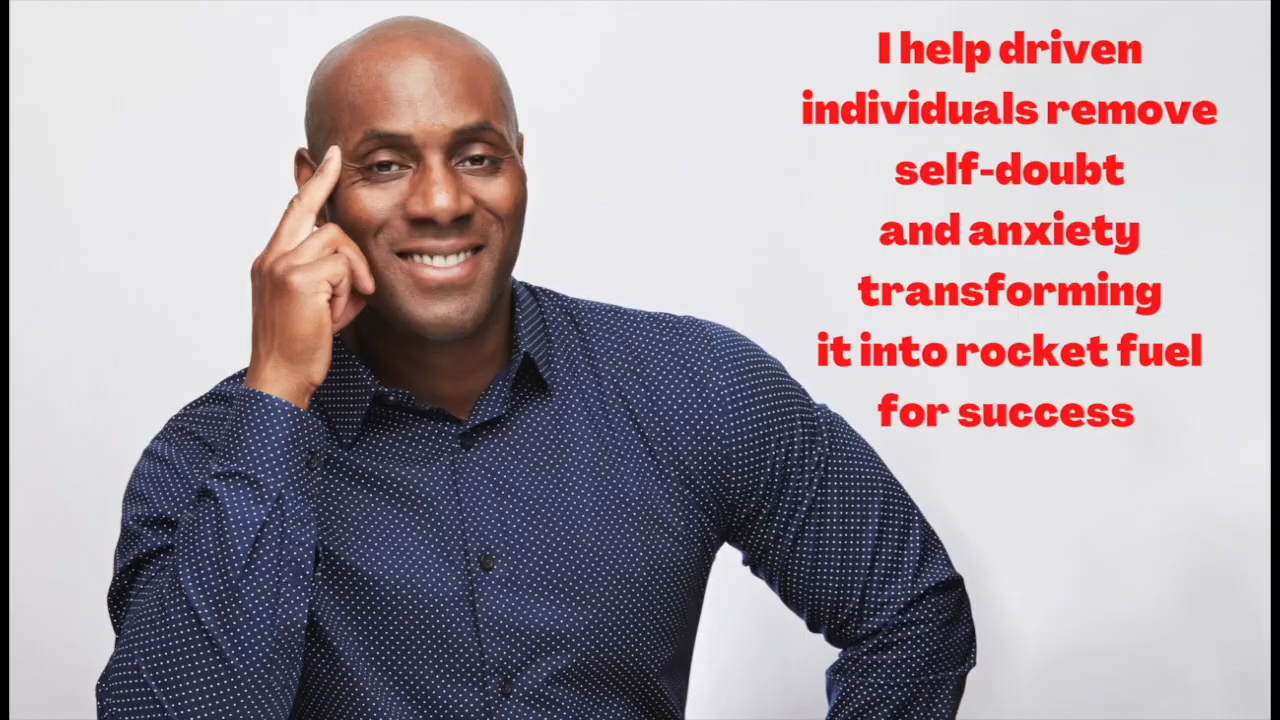 I help driven
individuals remove
self-doubt
and anxiety
transforming
it into rocket fuel
for success